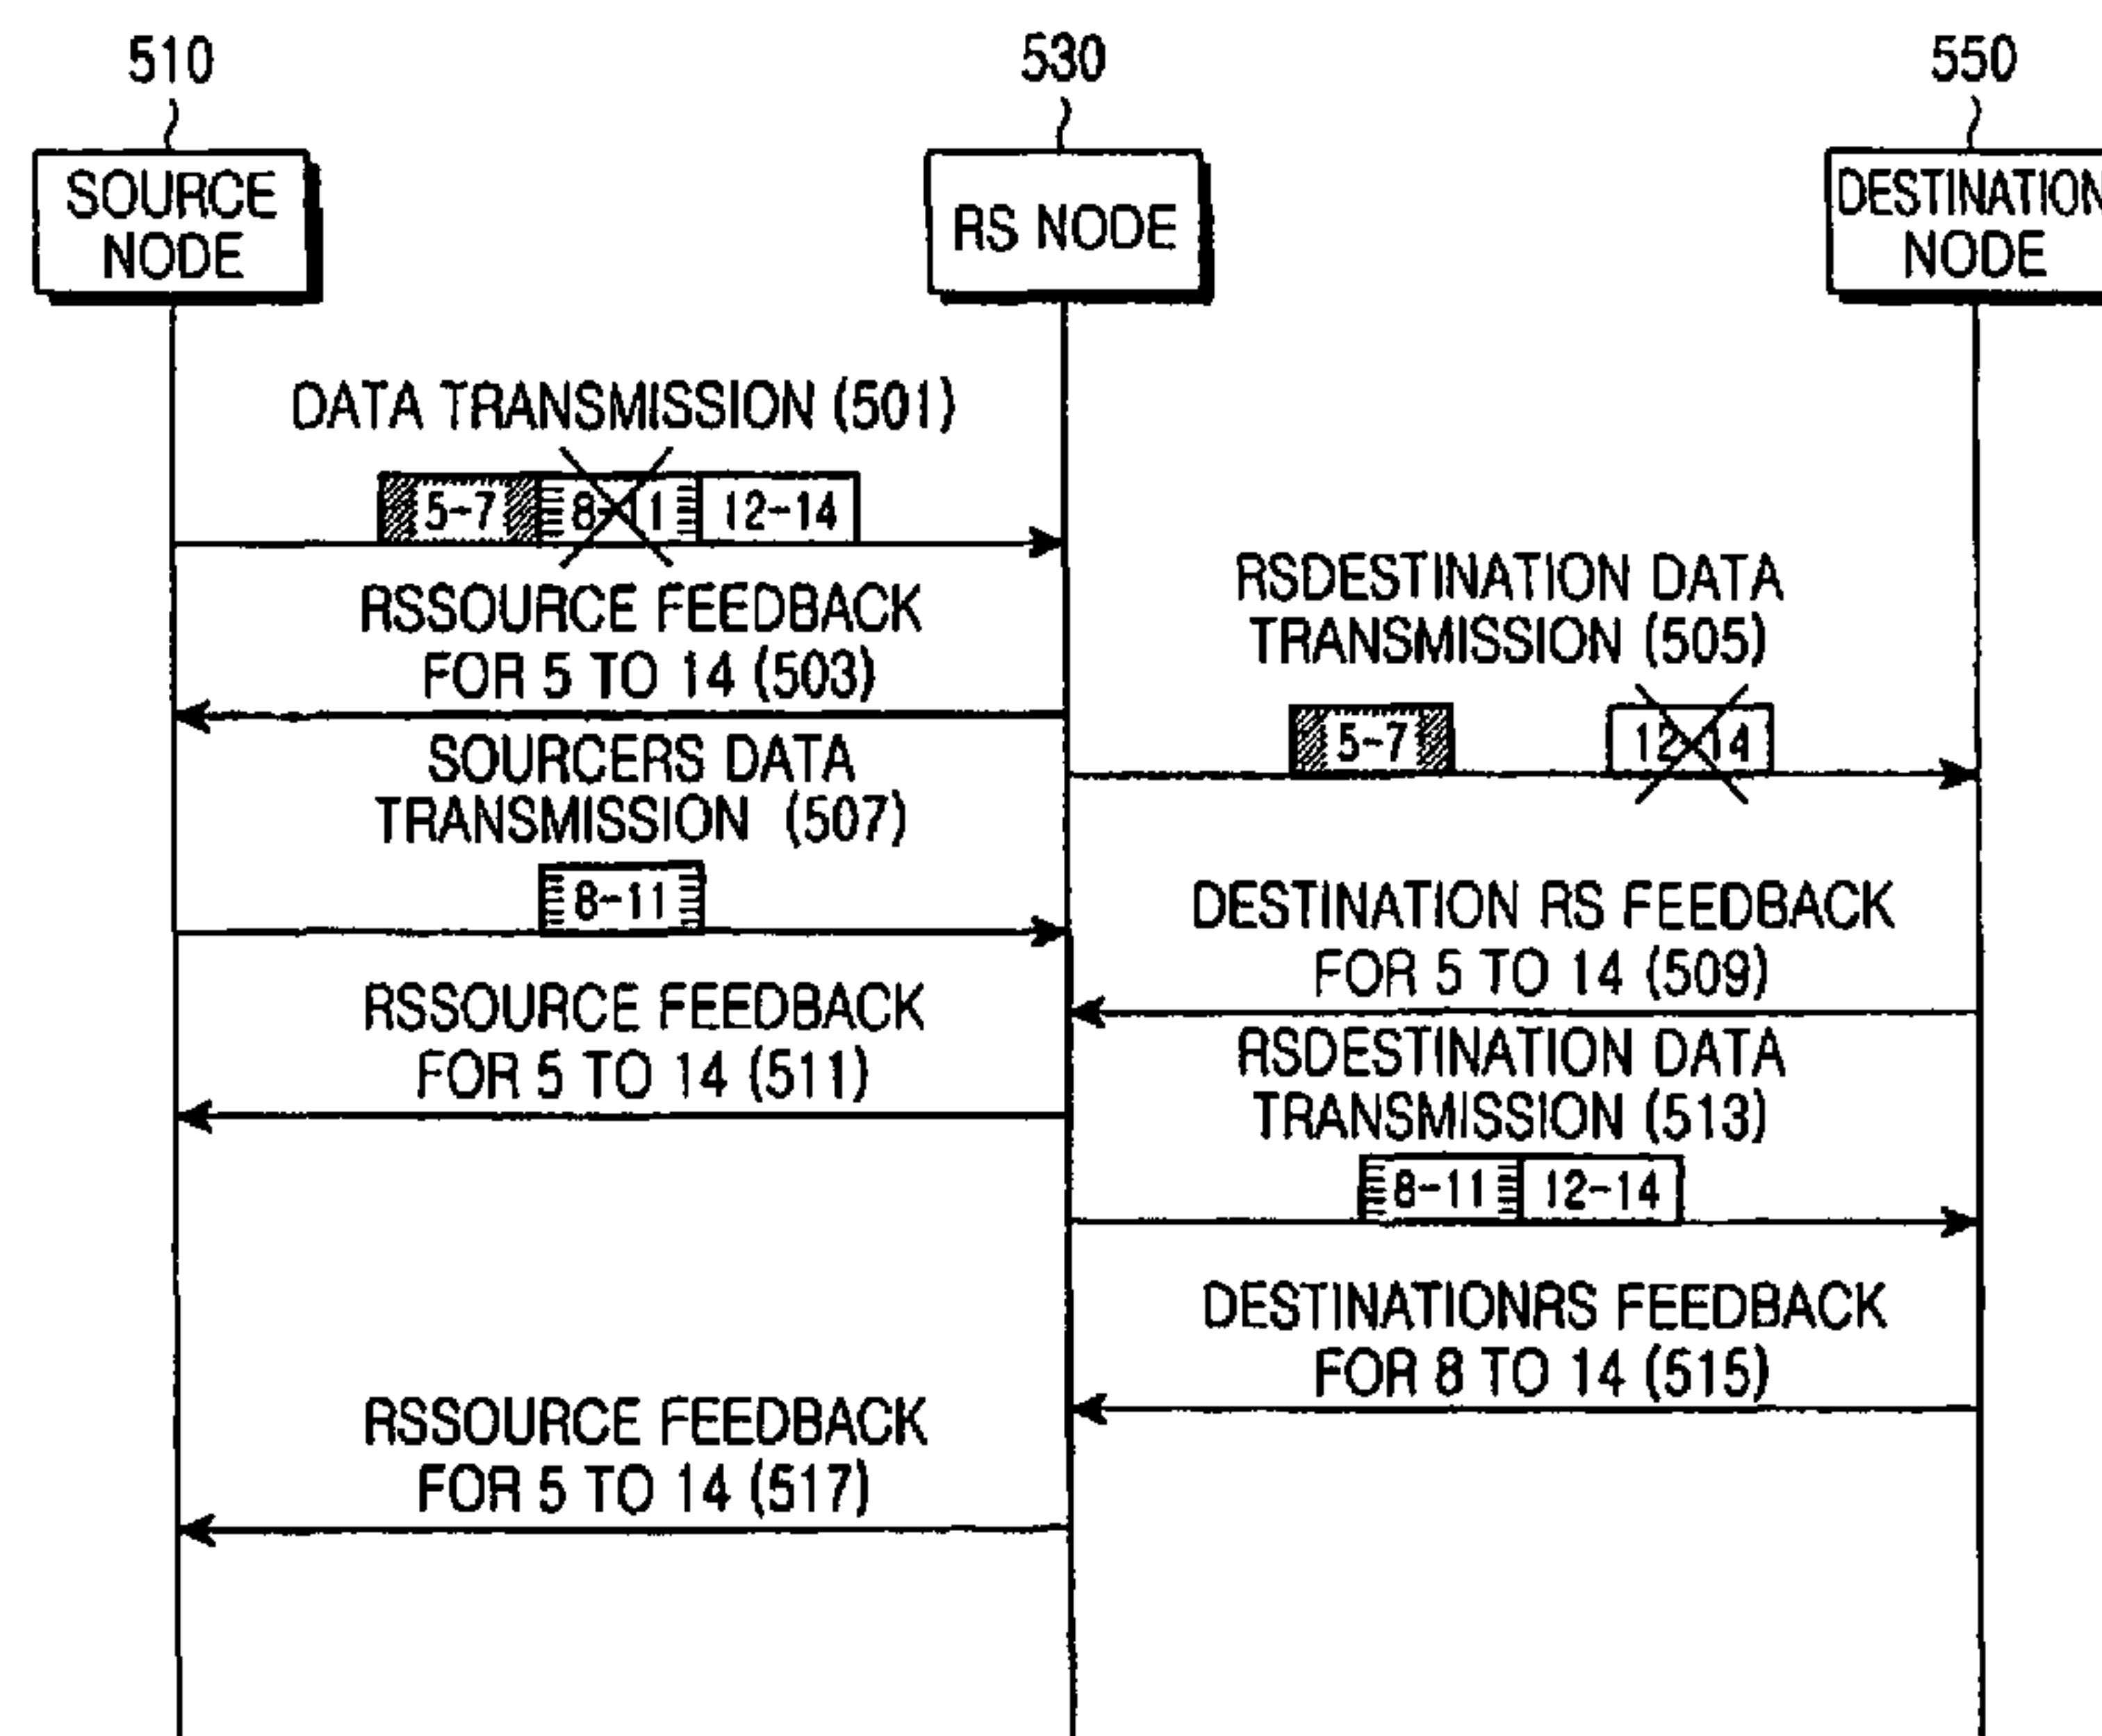 510
530
550
SOURCE
NODE
RS NODE
DESTINATION
NODE
DATA TRANSMISSION (501)
5-7
12-14
RSSOURCE FEEDBACK
FOR 5 TO 14 (503)
RSDESTINATION DATA
TRANSMISSION (505)
5-7
12-14
SOURCERS DATA
TRANSMISSION (507)
8-11
DESTINATION RS FEEDBACK
FOR 5 TO 14 (509)
RSSOURCE FEEDBACK
FOR 5 TO 14 (511)
RSDESTINATION DATA
TRANSMISSION (513)
8-11
12-14
DESTINATIONRS FEEDBACK
FOR 8 TO 14 (515)
RSSOURCE FEEDBACK
FOR 5 TO 14 (517)